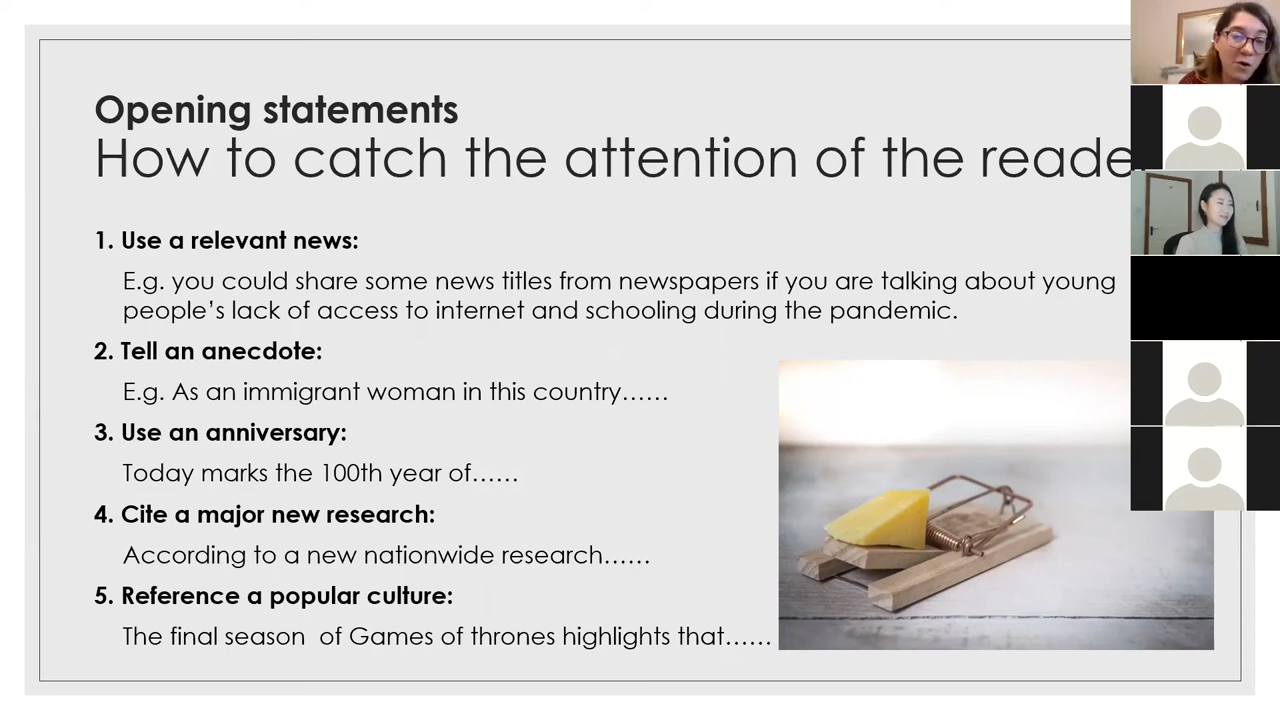 Opening statements
How to catch the attention of the reade
1. Use a relevant news:
E.g. you could share some news titles from newspapers if you are talking about young
people’s lack of access to internet and schooling during the pandemic.
2. Tell an anecdote:
E.g. As an immigrant woman in this country……
3. Use an anniversary:
Today marks the 100th year of……
4. Cite a major new research:
According to a new nationwide research……
5. Reference a popular culture:
The final season  of Games of thrones highlights that……